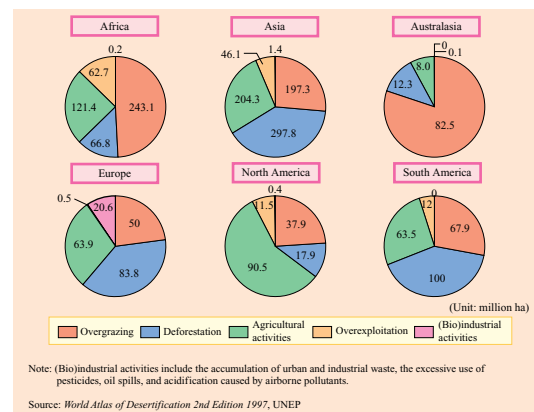 Africa
Asia
Australasia
0.2
62.7
121.4
243.1
66.8
1.4
46.1
197.3
204.3
297.8
0
0.1
8.0
12.3
82.5
Europe
North America
South America
0.5
20.6
50
63.9
83.8
0.4
11.5
37.9
17.9
90.5
0
12
67.9
63.5
100
(Unit: million ha)
Overgrazing
Deforestation
Agricultural
activities
Overexploitation
(Bio)industrial
activities
Note: (Bio)industrial activities include the accumulation of urban and industrial waste, the excessive use of
pesticides, oil spills, and acidification caused by airborne pollutants.
Source: World Atlas of Desertification 2nd Edition 1997, UNEP